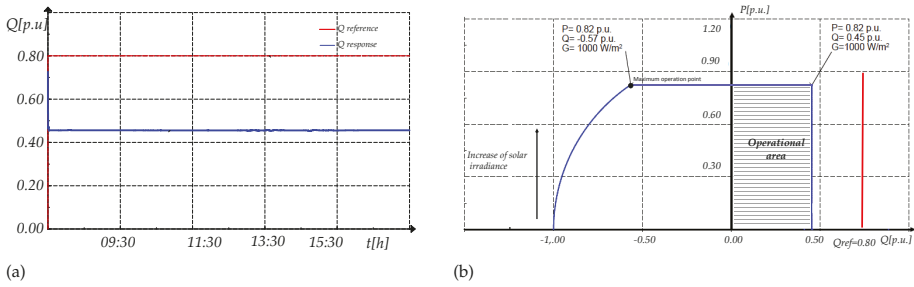 (a)
Q[p.u]
Q reference
Q response
0.80
0.60
0.40
0.20
0.00
09:30
11:30
13:30
15:30
t[h]
(b)
P[p.u.]
P= 0.82 p.u.
Q= -0.57 p.u.
G= 1000 W/m²
P= 0.82 p.u.
Q= 0.45 p.u.
G=1000 W/m²
1.20
0.90
Maximum operation point
0.60
Operational
area
Increase of solar
irradiance
0.30
-1,.00
-0.50
0.00
0.50
Qref=0.80
Q[p.u.]